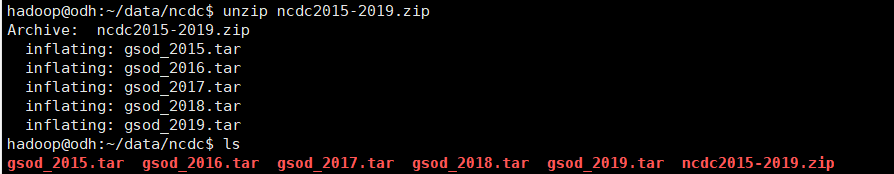 hadoop@odh:~/data/ncdc$ unzip ncdc2015-2019.zip
Archive:  ncdc2015-2019.zip
  inflating: gsod_2015.tar
  inflating: gsod_2016.tar
  inflating: gsod_2017.tar
  inflating: gsod_2018.tar
  inflating: gsod_2019.tar
hadoop@odh:~/data/ncdc$ ls
gsod_2015.tar  gsod_2016.tar  gsod_2017.tar  gsod_2018.tar  gsod_2019.tar  ncdc2015-2019.zip